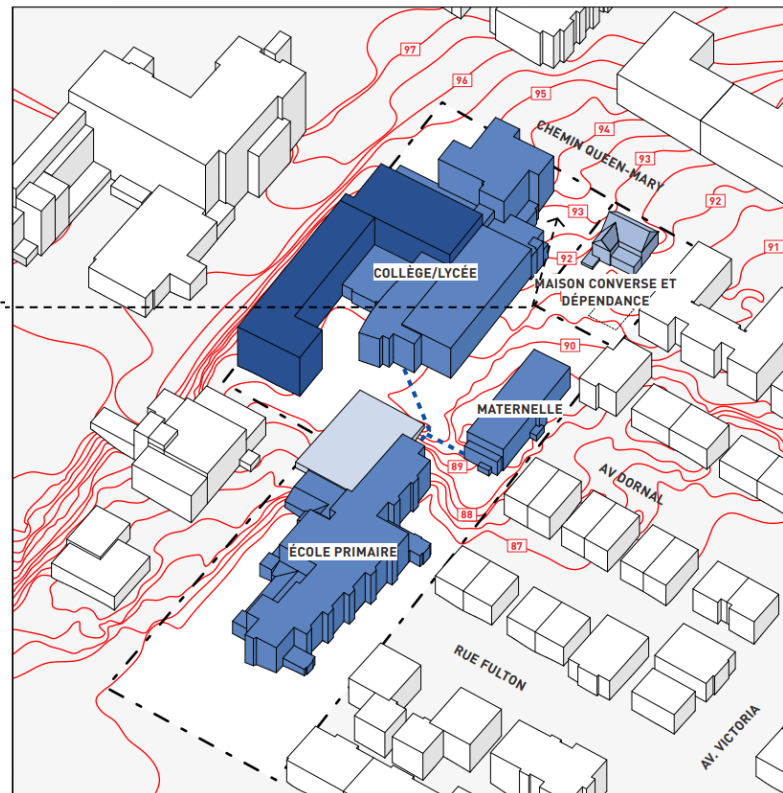 97
96
95
94
93
92
91
CHEMIN QUEEN-MARY
93
92
COLLÈGE/LYCÉE
MAISON CONVERSE ET
DÉPENDANCE
90
MATERNELLE
89
88
87
AV DORNAL
ÉCOLE PRIMAIRE
RUE FULTON
AV. VICTORIA